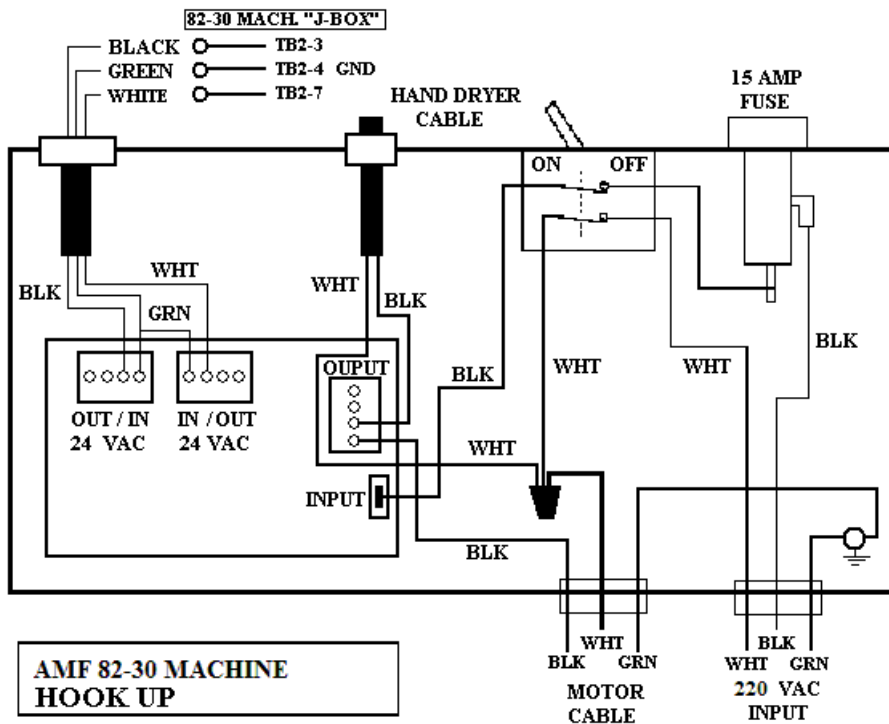 82-30 MACH. "J-BOX"
BLACK TB2-3
GREEN TB2-4 GND
WHITE TB2-7
HAND DRYER
CABLE
15 AMP
FUSE
ON OFF
WHT
BLK
GRN
WHT
BLK
BLK
WHT
WHT
BLK
OUPUT
OUT / IN
24 VAC
IN / OUT
24 VAC
WHT
INPUT
BLK
WHT
BLK GRN
MOTOR
CABLE
BLK
WHT GRN
220 VAC
INPUT
AMF 82-30 MACHINE
HOOK UP